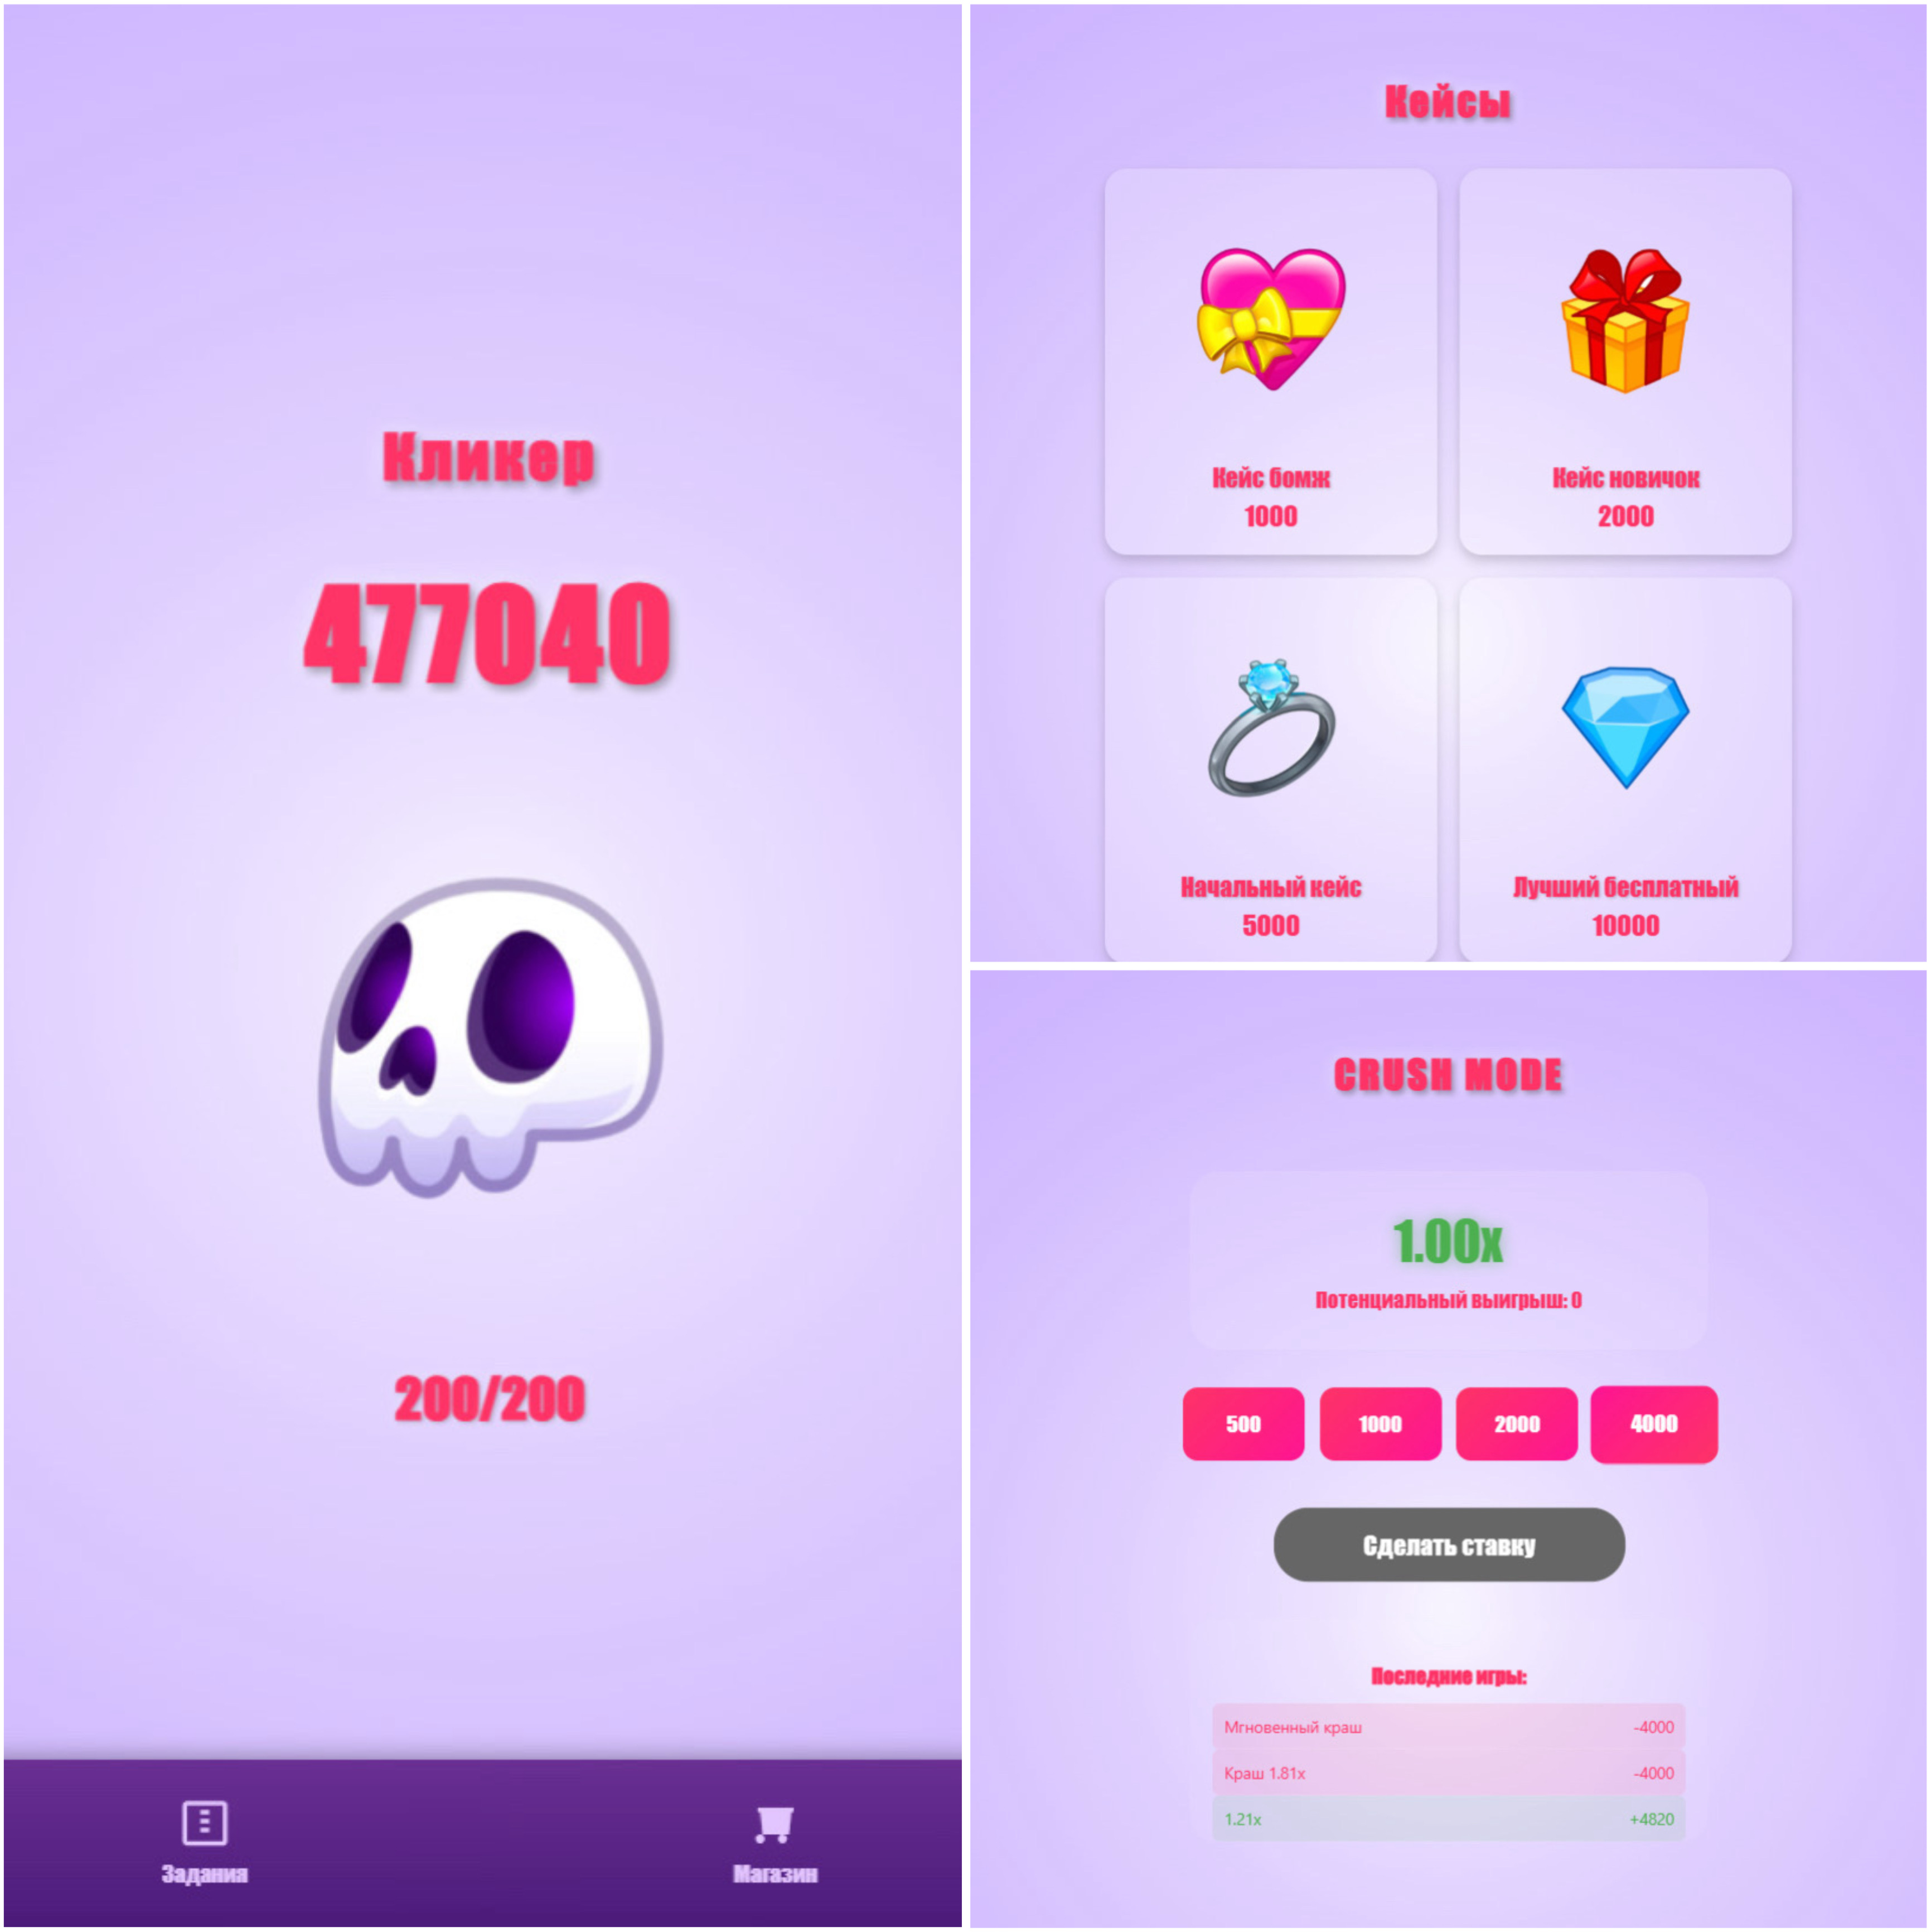 Кликер
477040
200/200
Задания
Магазин
Кейсы
Кейс бомж
1000
Кейс новичок
2000
Начальный кейс
5000
Лучший бесплатный
10000
CRUSH MODE
1.00x
Потенциальный выигрыш: 0
500
1000
2000
4000
Сделать ставку
Последние игры:
Мгновенный краш -4000
Краш 1.81x -4000
1.21x +4820